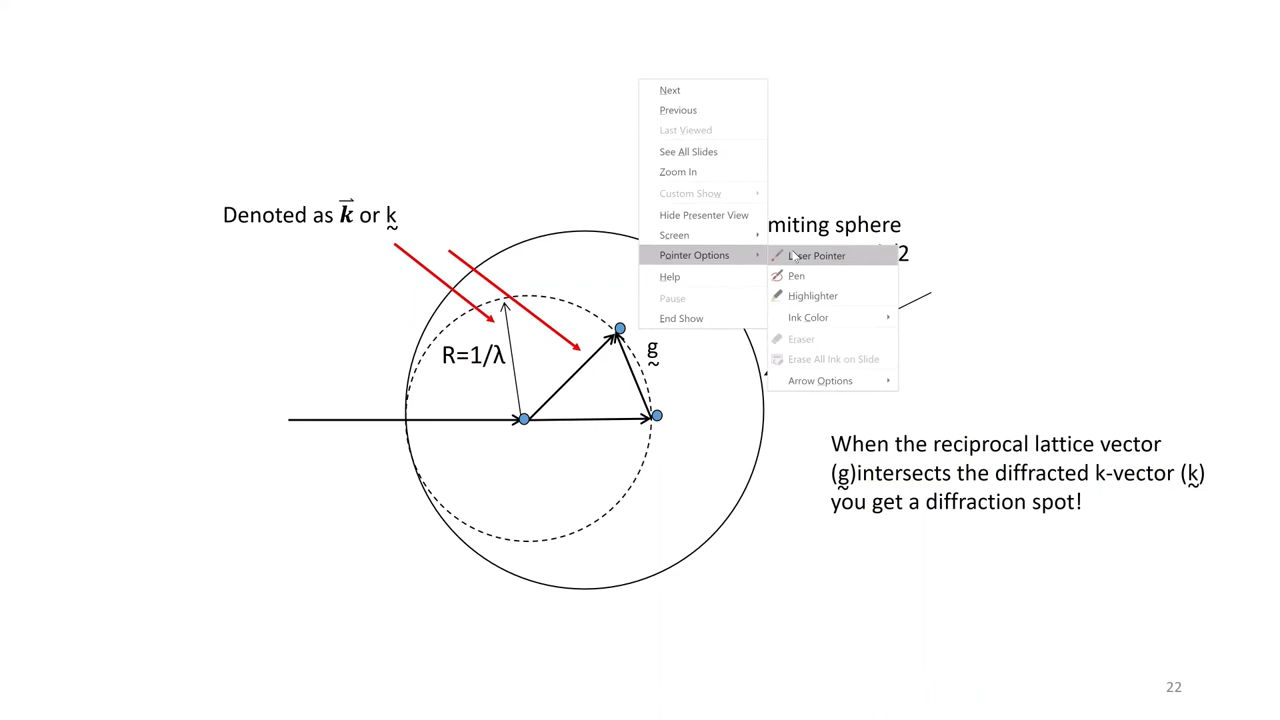 Next
Previous
Last Viewed
See All Slides
Zoom In
Custom Show
Hide Presenter View
Screen
Pointer Options
Help
Pause
End Show
Laser Pointer
Pen
Highlighter
Ink Color
Eraser
Erase All Ink on Slide
Arrow Options
Denoted as k⃗ or k̰
miting sphere
/2
R=1/λ
g̰
When the reciprocal lattice vector
(g̰)intersects the diffracted k-vector (k̰)
you get a diffraction spot!
22